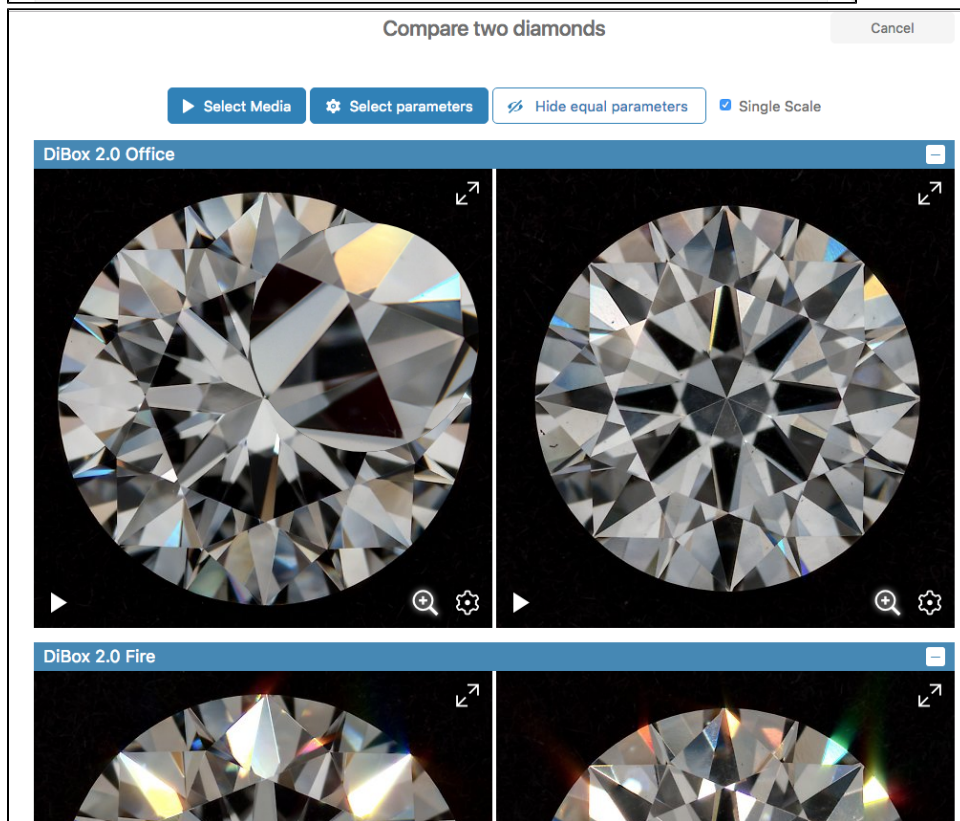 Compare two diamonds
Cancel
Select Media
Select parameters
Hide equal parameters
Single Scale
DiBox 2.0 Office
DiBox 2.0 Fire